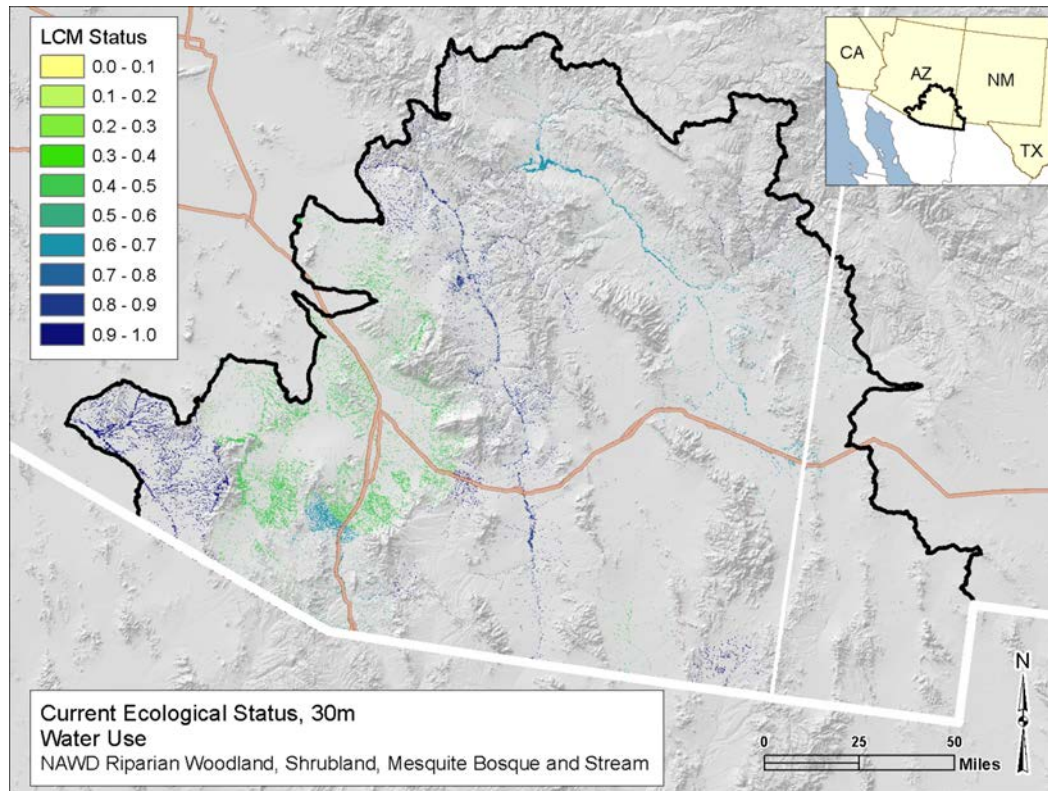 LCM Status
0.0 - 0.1
0.1 - 0.2
0.2 - 0.3
0.3 - 0.4
0.4 - 0.5
0.5 - 0.6
0.6 - 0.7
0.7 - 0.8
0.8 - 0.9
0.9 - 1.0
CA
AZ
NM
TX
Current Ecological Status, 30m
Water Use
NAWD Riparian Woodland, Shrubland, Mesquite Bosque and Stream
N
0 25 50
Miles